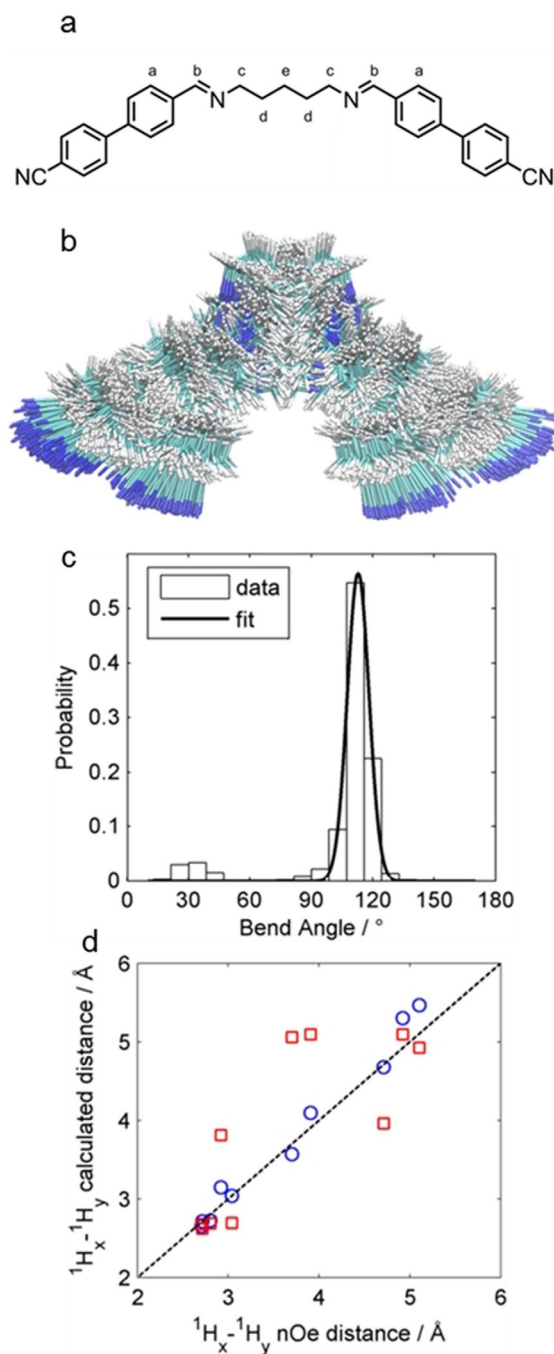 a
a b c e c b a
N d d N
NC CN
b
c
data
fit
Probability
0.5
0.4
0.3
0.2
0.1
0
0 30 60 90 120 150 180
Bend Angle / °
d
¹Hₓ-¹Hᵧ calculated distance / Å
6
5
4
3
2
2 3 4 5 6
¹Hₓ-¹Hᵧ nOe distance / Å